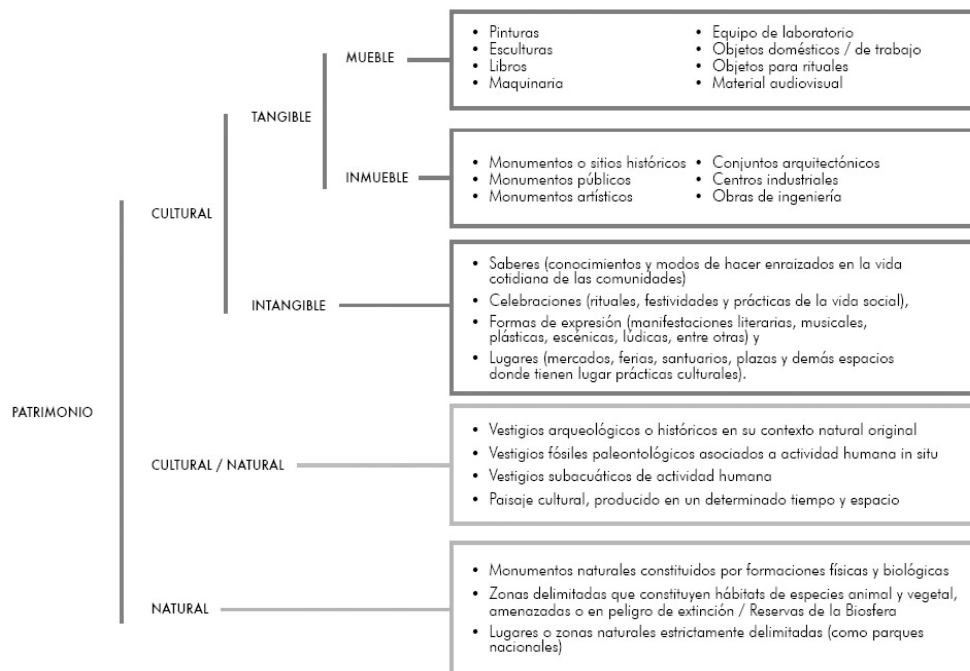 PATRIMONIO
CULTURAL
TANGIBLE
MUEBLE
• Pinturas
• Esculturas
• Libros
• Maquinaria
• Equipo de laboratorio
• Objetos domésticos / de trabajo
• Objetos para rituales
• Material audiovisual
INMUEBLE
• Monumentos o sitios históricos
• Monumentos públicos
• Monumentos artísticos
• Conjuntos arquitectónicos
• Centros industriales
• Obras de ingeniería
INTANGIBLE
• Saberes (conocimientos y modos de hacer enraizados en la vida
cotidiana de las comunidades)
• Celebraciones (rituales, festividades y prácticas de la vida social),
• Formas de expresión (manifestaciones literarias, musicales,
plásticas, escénicas, lúdicas, entre otras) y
• Lugares (mercados, ferias, santuarios, plazas y demás espacios
donde tienen lugar prácticas culturales).
CULTURAL / NATURAL
• Vestigios arqueológicos o históricos en su contexto natural original
• Vestigios fósiles paleontológicos asociados a actividad humana in situ
• Vestigios subacuáticos de actividad humana
• Paisaje cultural, producido en un determinado tiempo y espacio
NATURAL
• Monumentos naturales constituidos por formaciones físicas y biológicas
• Zonas delimitadas que constituyen hábitats de especies animal y vegetal,
amenazadas o en peligro de extinción / Reservas de la Biosfera
• Lugares o zonas naturales estrictamente delimitadas (como parques
nacionales)